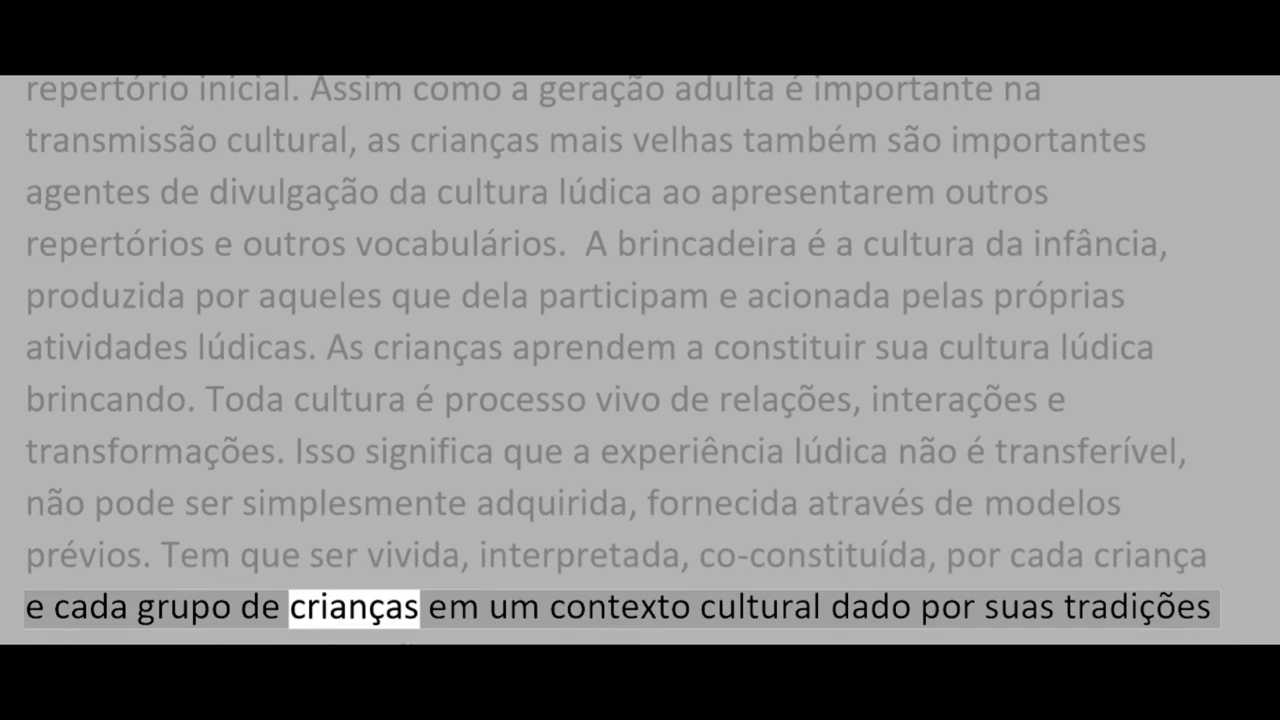 repertório inicial. Assim como a geração adulta é importante na
transmissão cultural, as crianças mais velhas também são importantes
agentes de divulgação da cultura lúdica ao apresentarem outros
repertórios e outros vocabulários.  A brincadeira é a cultura da infância,
produzida por aqueles que dela participam e acionada pelas próprias
atividades lúdicas. As crianças aprendem a constituir sua cultura lúdica
brincando. Toda cultura é processo vivo de relações, interações e
transformações. Isso significa que a experiência lúdica não é transferível,
não pode ser simplesmente adquirida, fornecida através de modelos
prévios. Tem que ser vivida, interpretada, co-constituída, por cada criança
e cada grupo de crianças em um contexto cultural dado por suas tradições